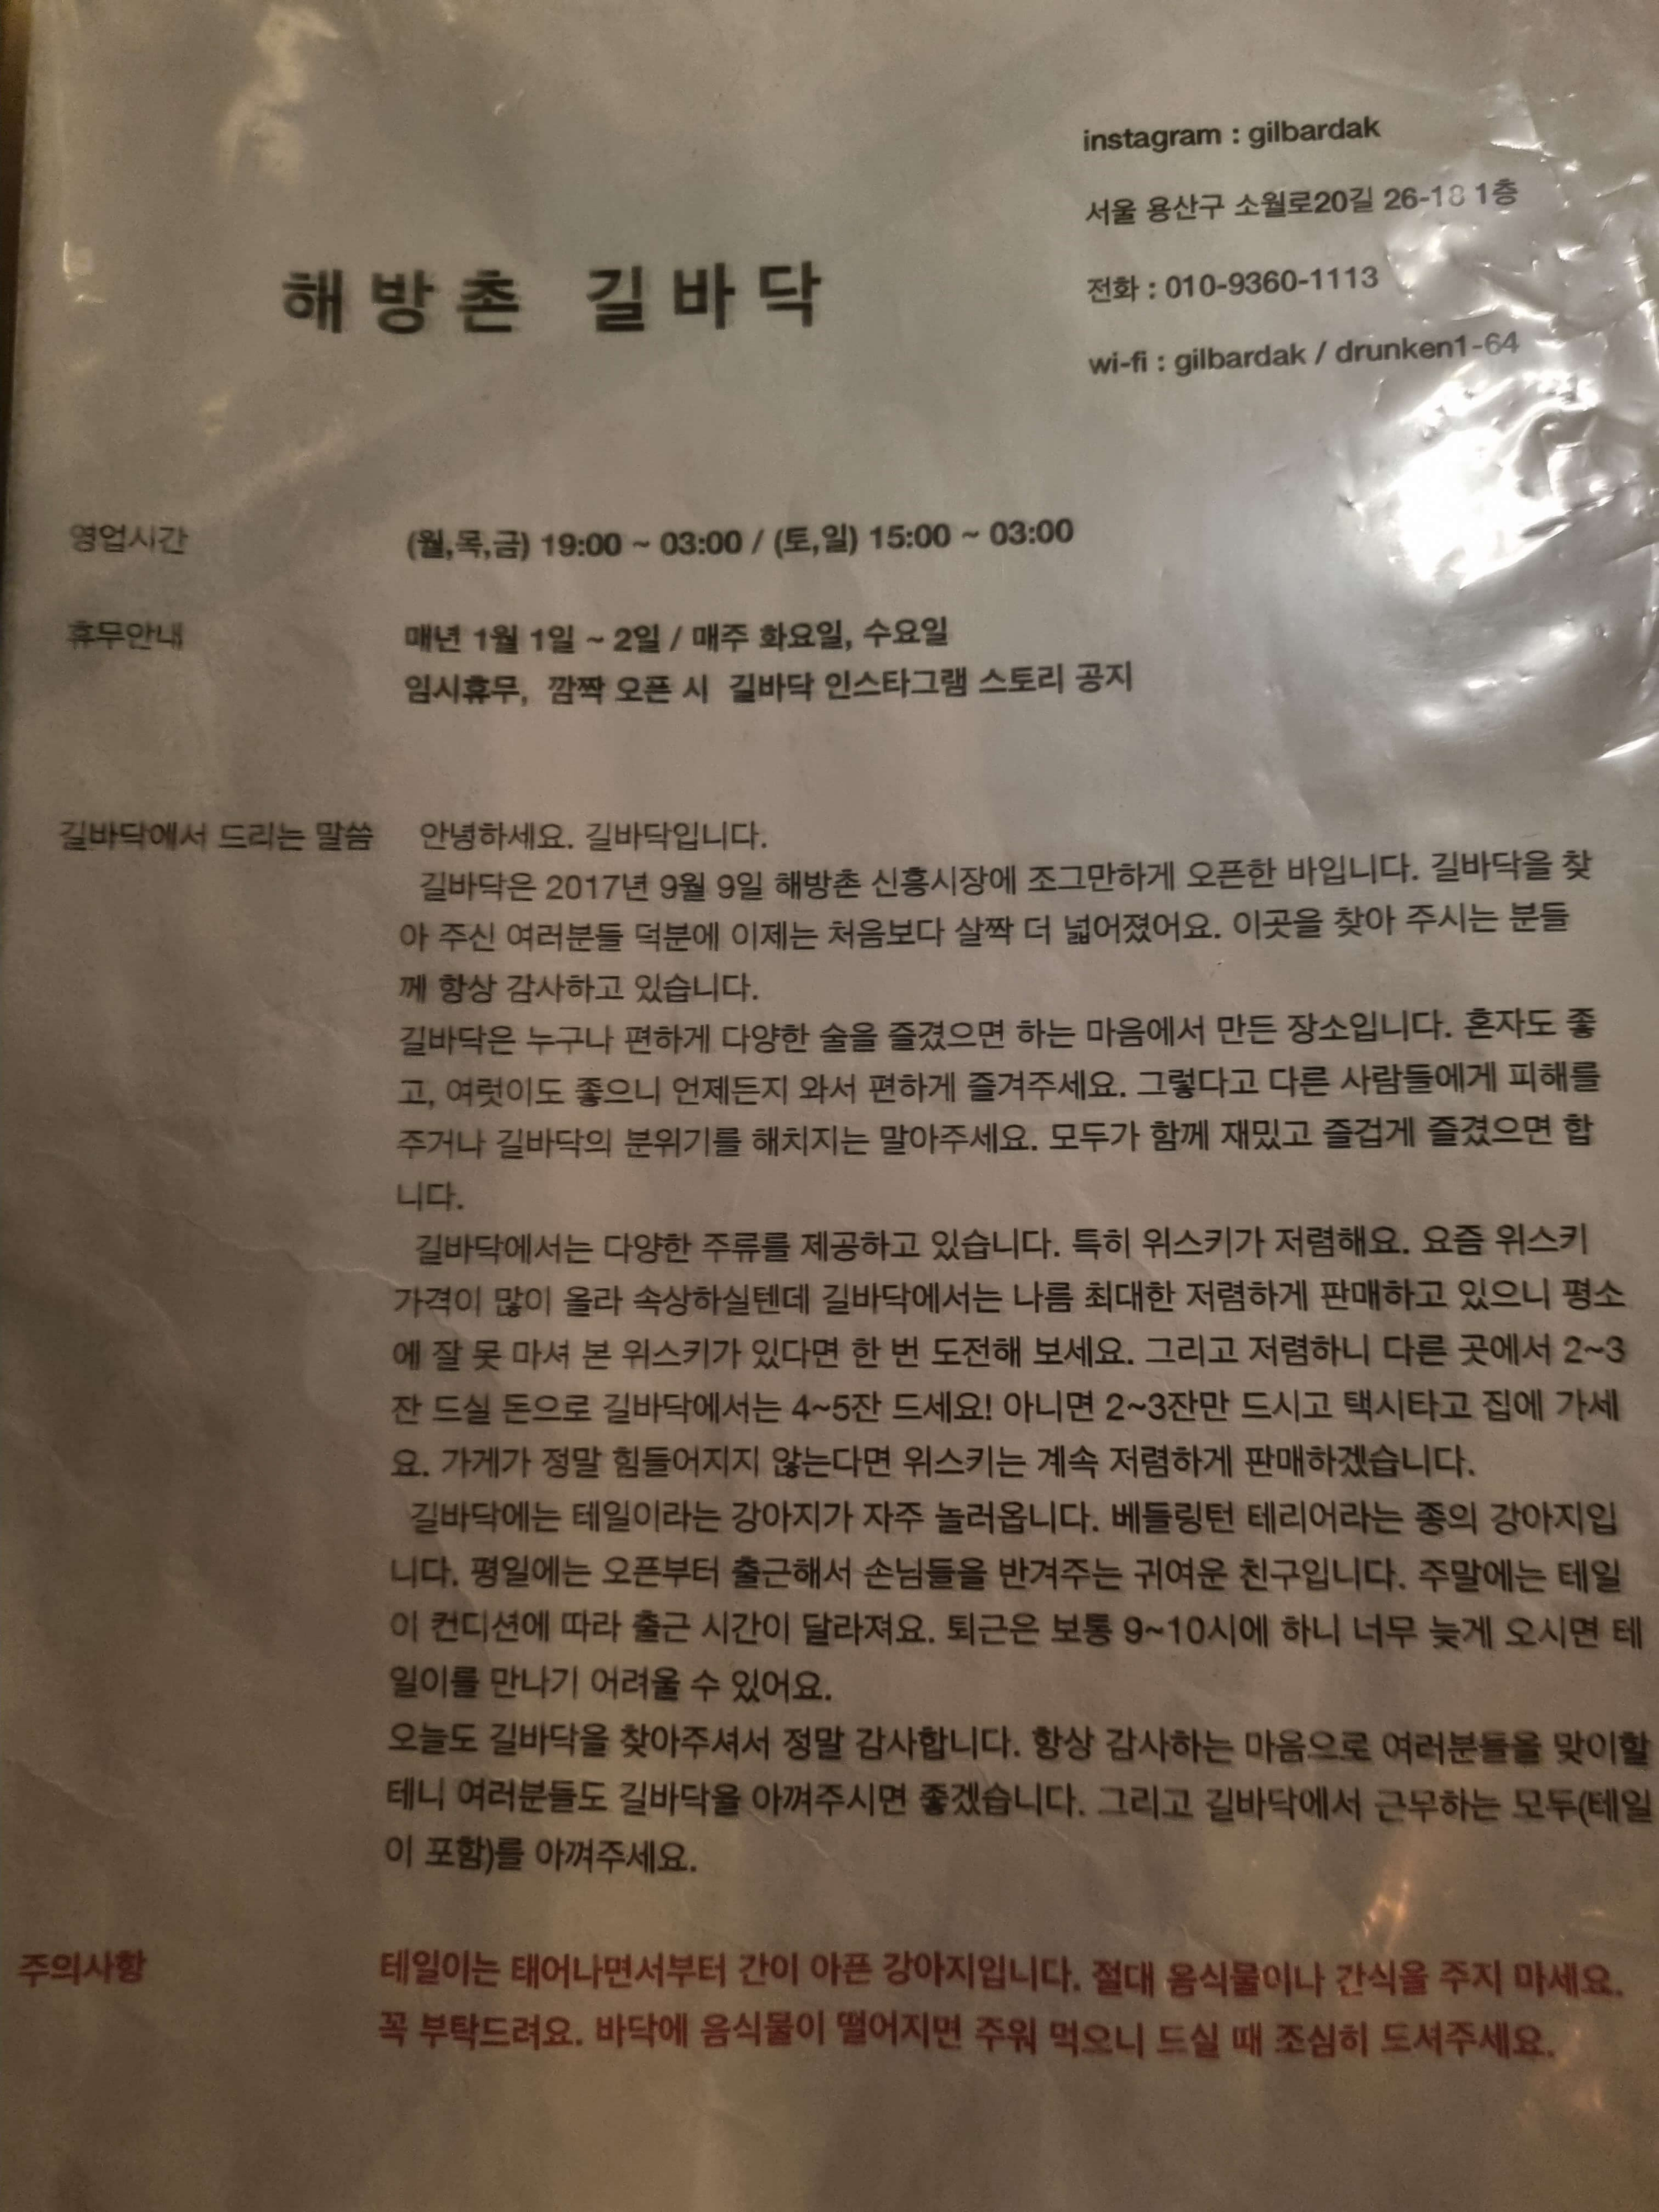 instagram : gilbardak
서울 용산구 소월로20길 26-18 1층
해방촌 길바닥
전화 : 010-9360-1113
wi-fi : gilbardak / drunken1-64
영업시간 (월,목,금) 19:00 ~ 03:00 / (토,일) 15:00 ~ 03:00
휴무안내 매년 1월 1일 ~ 2일 / 매주 화요일, 수요일
임시휴무, 깜짝 오픈 시 길바닥 인스타그램 스토리 공지
길바닥에서 드리는 말씀 안녕하세요. 길바닥입니다.
길바닥은 2017년 9월 9일 해방촌 신흥시장에 조그만하게 오픈한 바입니다. 길바닥을 찾
아 주신 여러분들 덕분에 이제는 처음보다 살짝 더 넓어졌어요. 이곳을 찾아 주시는 분들
께 항상 감사하고 있습니다.
길바닥은 누구나 편하게 다양한 술을 즐겼으면 하는 마음에서 만든 장소입니다. 혼자도 좋
고, 여럿이도 좋으니 언제든지 와서 편하게 즐겨주세요. 그렇다고 다른 사람들에게 피해를
주거나 길바닥의 분위기를 해치지는 말아주세요. 모두가 함께 재밌고 즐겁게 즐겼으면 합
니다.
길바닥에서는 다양한 주류를 제공하고 있습니다. 특히 위스키가 저렴해요. 요즘 위스키
가격이 많이 올라 속상하실텐데 길바닥에서는 나름 최대한 저렴하게 판매하고 있으니 평소
에 잘 못 마셔 본 위스키가 있다면 한 번 도전해 보세요. 그리고 저렴하니 다른 곳에서 2~3
잔 드실 돈으로 길바닥에서는 4~5잔 드세요! 아니면 2~3잔만 드시고 택시타고 집에 가세
요. 가게가 정말 힘들어지지 않는다면 위스키는 계속 저렴하게 판매하겠습니다.
길바닥에는 테일이라는 강아지가 자주 놀러옵니다. 베들링턴 테리어라는 종의 강아지입
니다. 평일에는 오픈부터 출근해서 손님들을 반겨주는 귀여운 친구입니다. 주말에는 테일
이 컨디션에 따라 출근 시간이 달라져요. 퇴근은 보통 9~10시에 하니 너무 늦게 오시면 테
일이를 만나기 어려울 수 있어요.
오늘도 길바닥을 찾아주셔서 정말 감사합니다. 항상 감사하는 마음으로 여러분들을 맞이할
테니 여러분들도 길바닥을 아껴주시면 좋겠습니다. 그리고 길바닥에서 근무하는 모두(테일
이 포함)를 아껴주세요.
주의사항 테일이는 태어나면서부터 간이 아픈 강아지입니다. 절대 음식물이나 간식을 주지 마세요.
꼭 부탁드려요. 바닥에 음식물이 떨어지면 주워 먹으니 드실 때 조심히 드셔주세요.